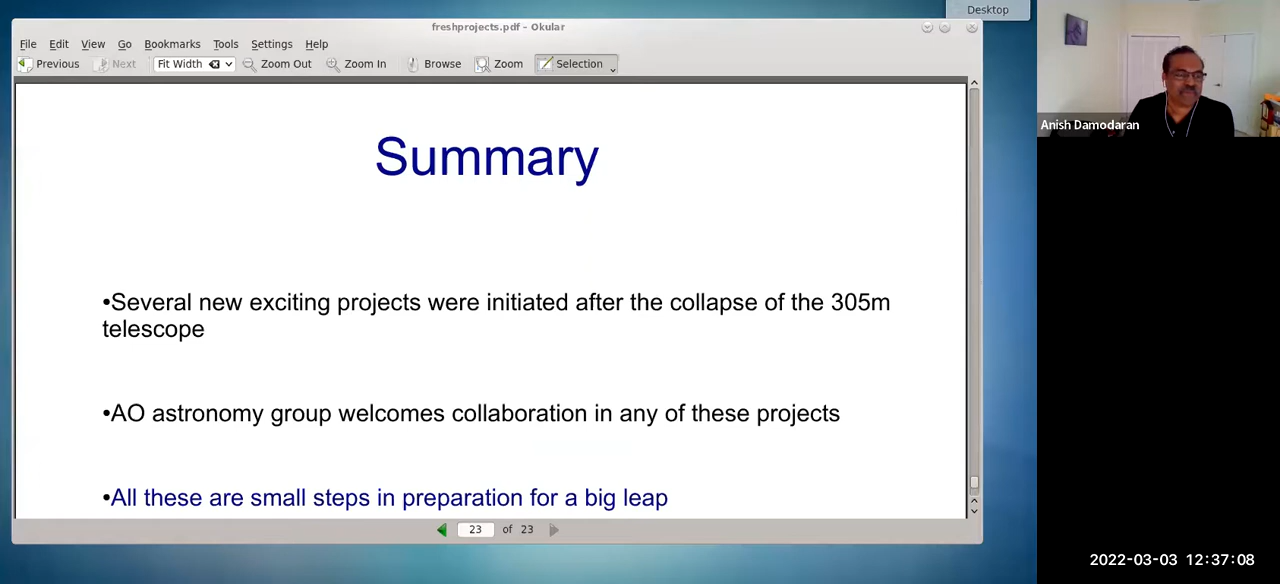 Desktop
freshprojects.pdf - Okular
File Edit View Go Bookmarks Tools Settings Help
Previous Next Fit Width Zoom Out Zoom In Browse Zoom Selection
Anish Damodaran
Summary
•Several new exciting projects were initiated after the collapse of the 305m
telescope
•AO astronomy group welcomes collaboration in any of these projects
•All these are small steps in preparation for a big leap
23 of 23
2022-03-03 12:37:08